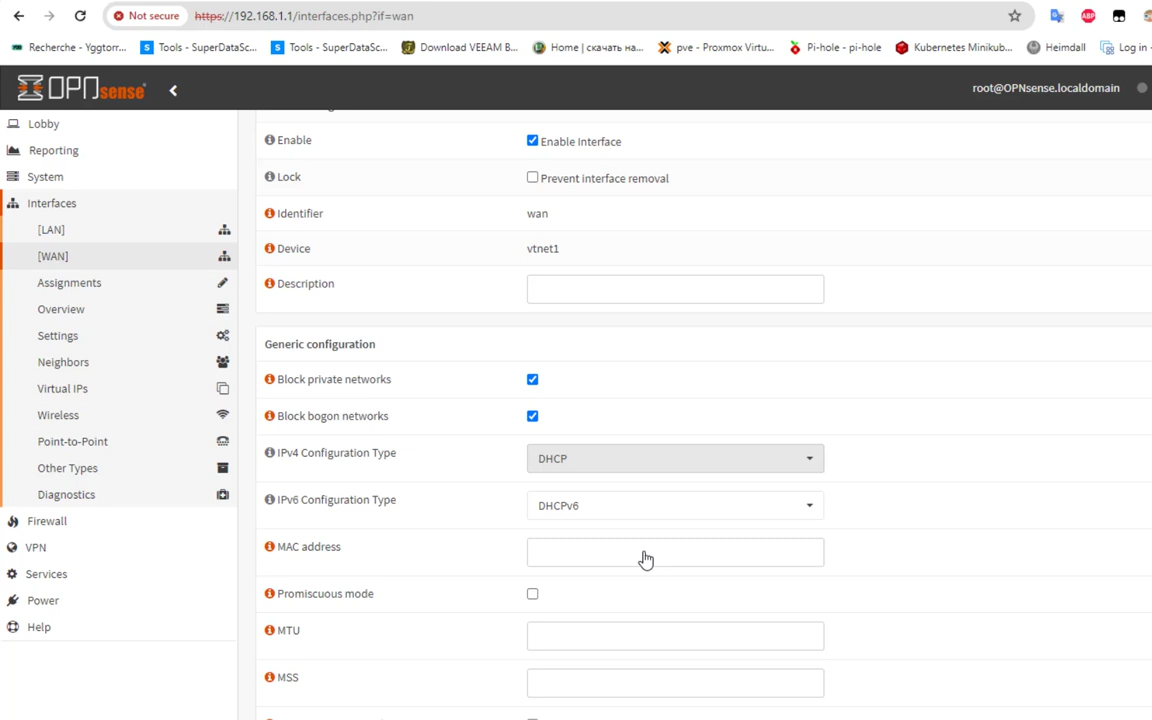 Not secure https://192.168.1.1/interfaces.php?if=wan
Recherche - Yggtorr... Tools - SuperDataSc... Tools - SuperDataSc... Download VEEAM B... Home | скачать на... pve - Proxmox Virtu... Pi-hole - pi-hole Kubernetes Minikub... Heimdall Log in
OPNsense root@OPNsense.localdomain
Lobby
Reporting
System
Interfaces
[LAN]
[WAN]
Assignments
Overview
Settings
Neighbors
Virtual IPs
Wireless
Point-to-Point
Other Types
Diagnostics
Firewall
VPN
Services
Power
Help
Enable Enable Interface
Lock Prevent interface removal
Identifier wan
Device vtnet1
Description
Generic configuration
Block private networks
Block bogon networks
IPv4 Configuration Type DHCP
IPv6 Configuration Type DHCPv6
MAC address
Promiscuous mode
MTU
MSS